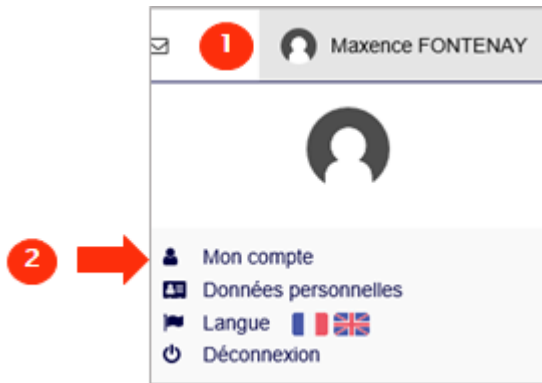 1 Maxence FONTENAY
2 Mon compte
Données personnelles
Langue
Déconnexion